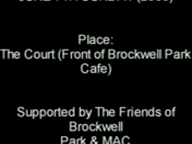 Place:
The Court (Front of Brockwell Park
Cafe)
Supported by The Friends of
Brockwell
Park & MAC